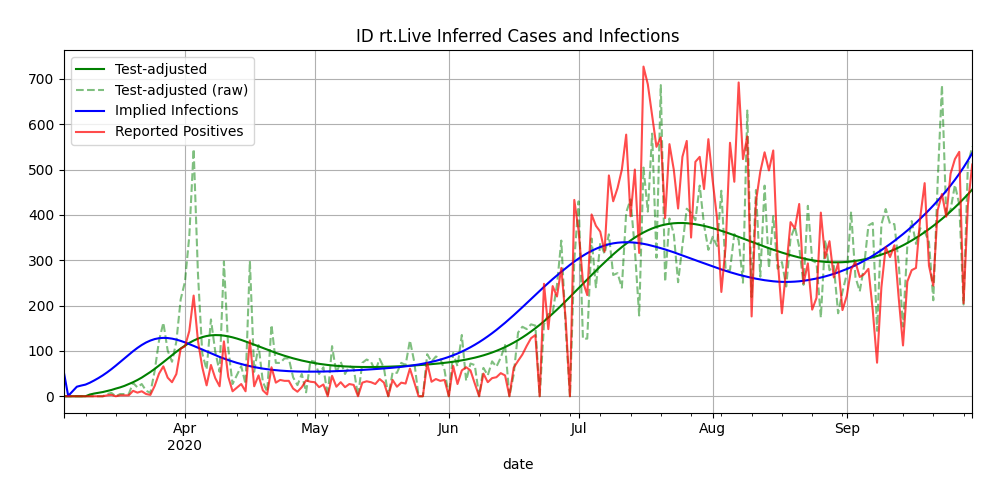 ID rt.Live Inferred Cases and Infections
Test-adjusted
Test-adjusted (raw)
Implied Infections
Reported Positives
700
600
500
400
300
200
100
0
Apr May Jun Jul Aug Sep
2020
date